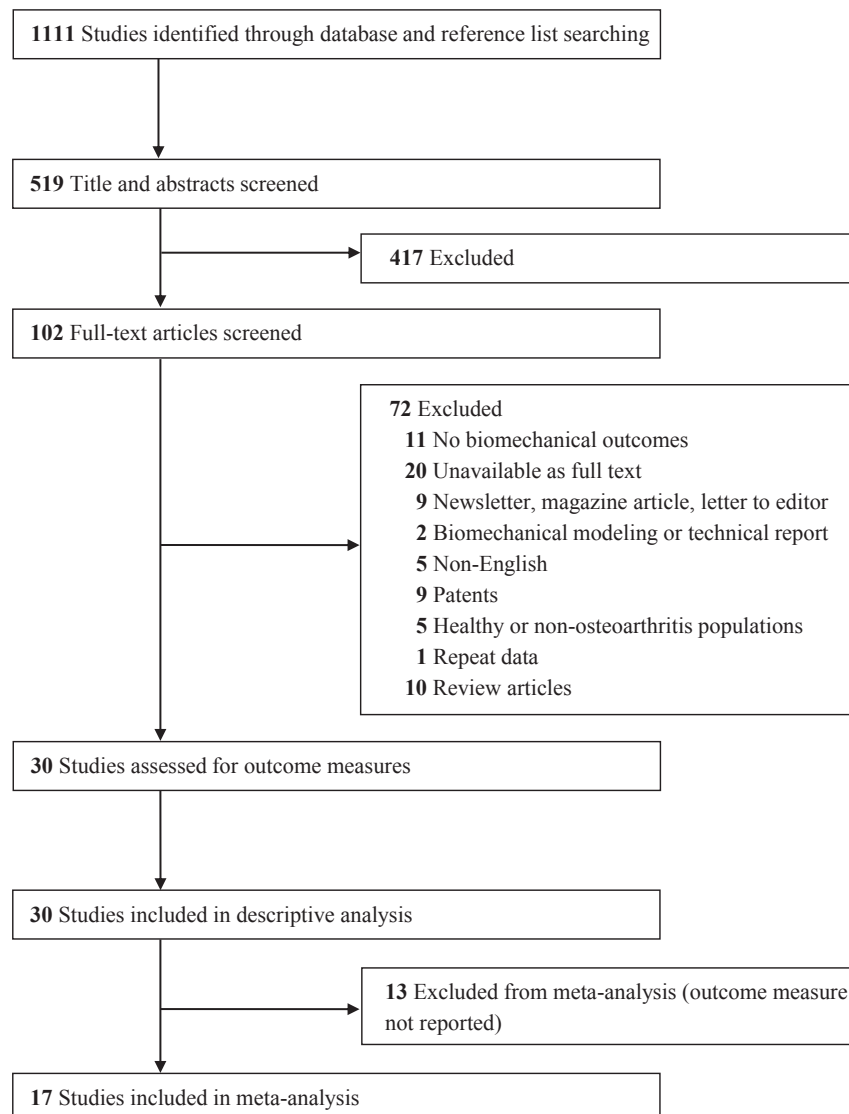 1111 Studies identified through database and reference list searching
519 Title and abstracts screened
417 Excluded
102 Full-text articles screened
72 Excluded
11 No biomechanical outcomes
20 Unavailable as full text
9 Newsletter, magazine article, letter to editor
2 Biomechanical modeling or technical report
5 Non-English
9 Patents
5 Healthy or non-osteoarthritis populations
1 Repeat data
10 Review articles
30 Studies assessed for outcome measures
30 Studies included in descriptive analysis
13 Excluded from meta-analysis (outcome measure
not reported)
17 Studies included in meta-analysis